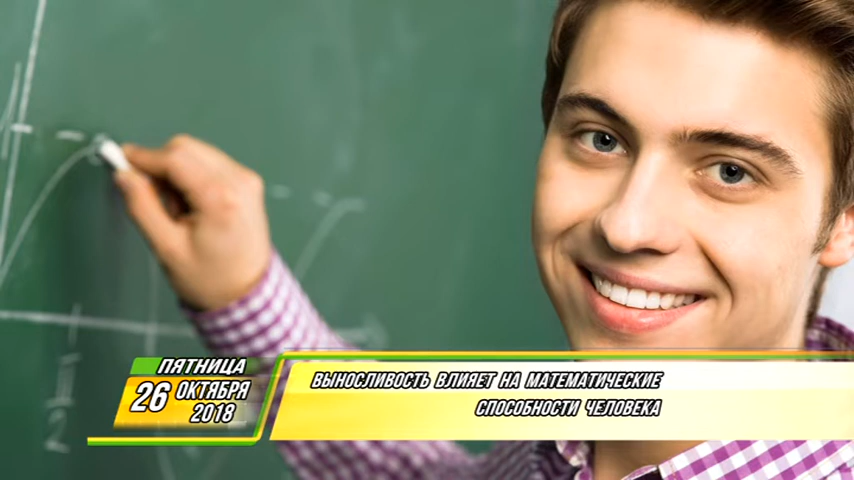 ПЯТНИЦА
26 ОКТЯБРЯ
2018
ВЫНОСЛИВОСТЬ ВЛИЯЕТ НА МАТЕМАТИЧЕСКИЕ
СПОСОБНОСТИ ЧЕЛОВЕКА